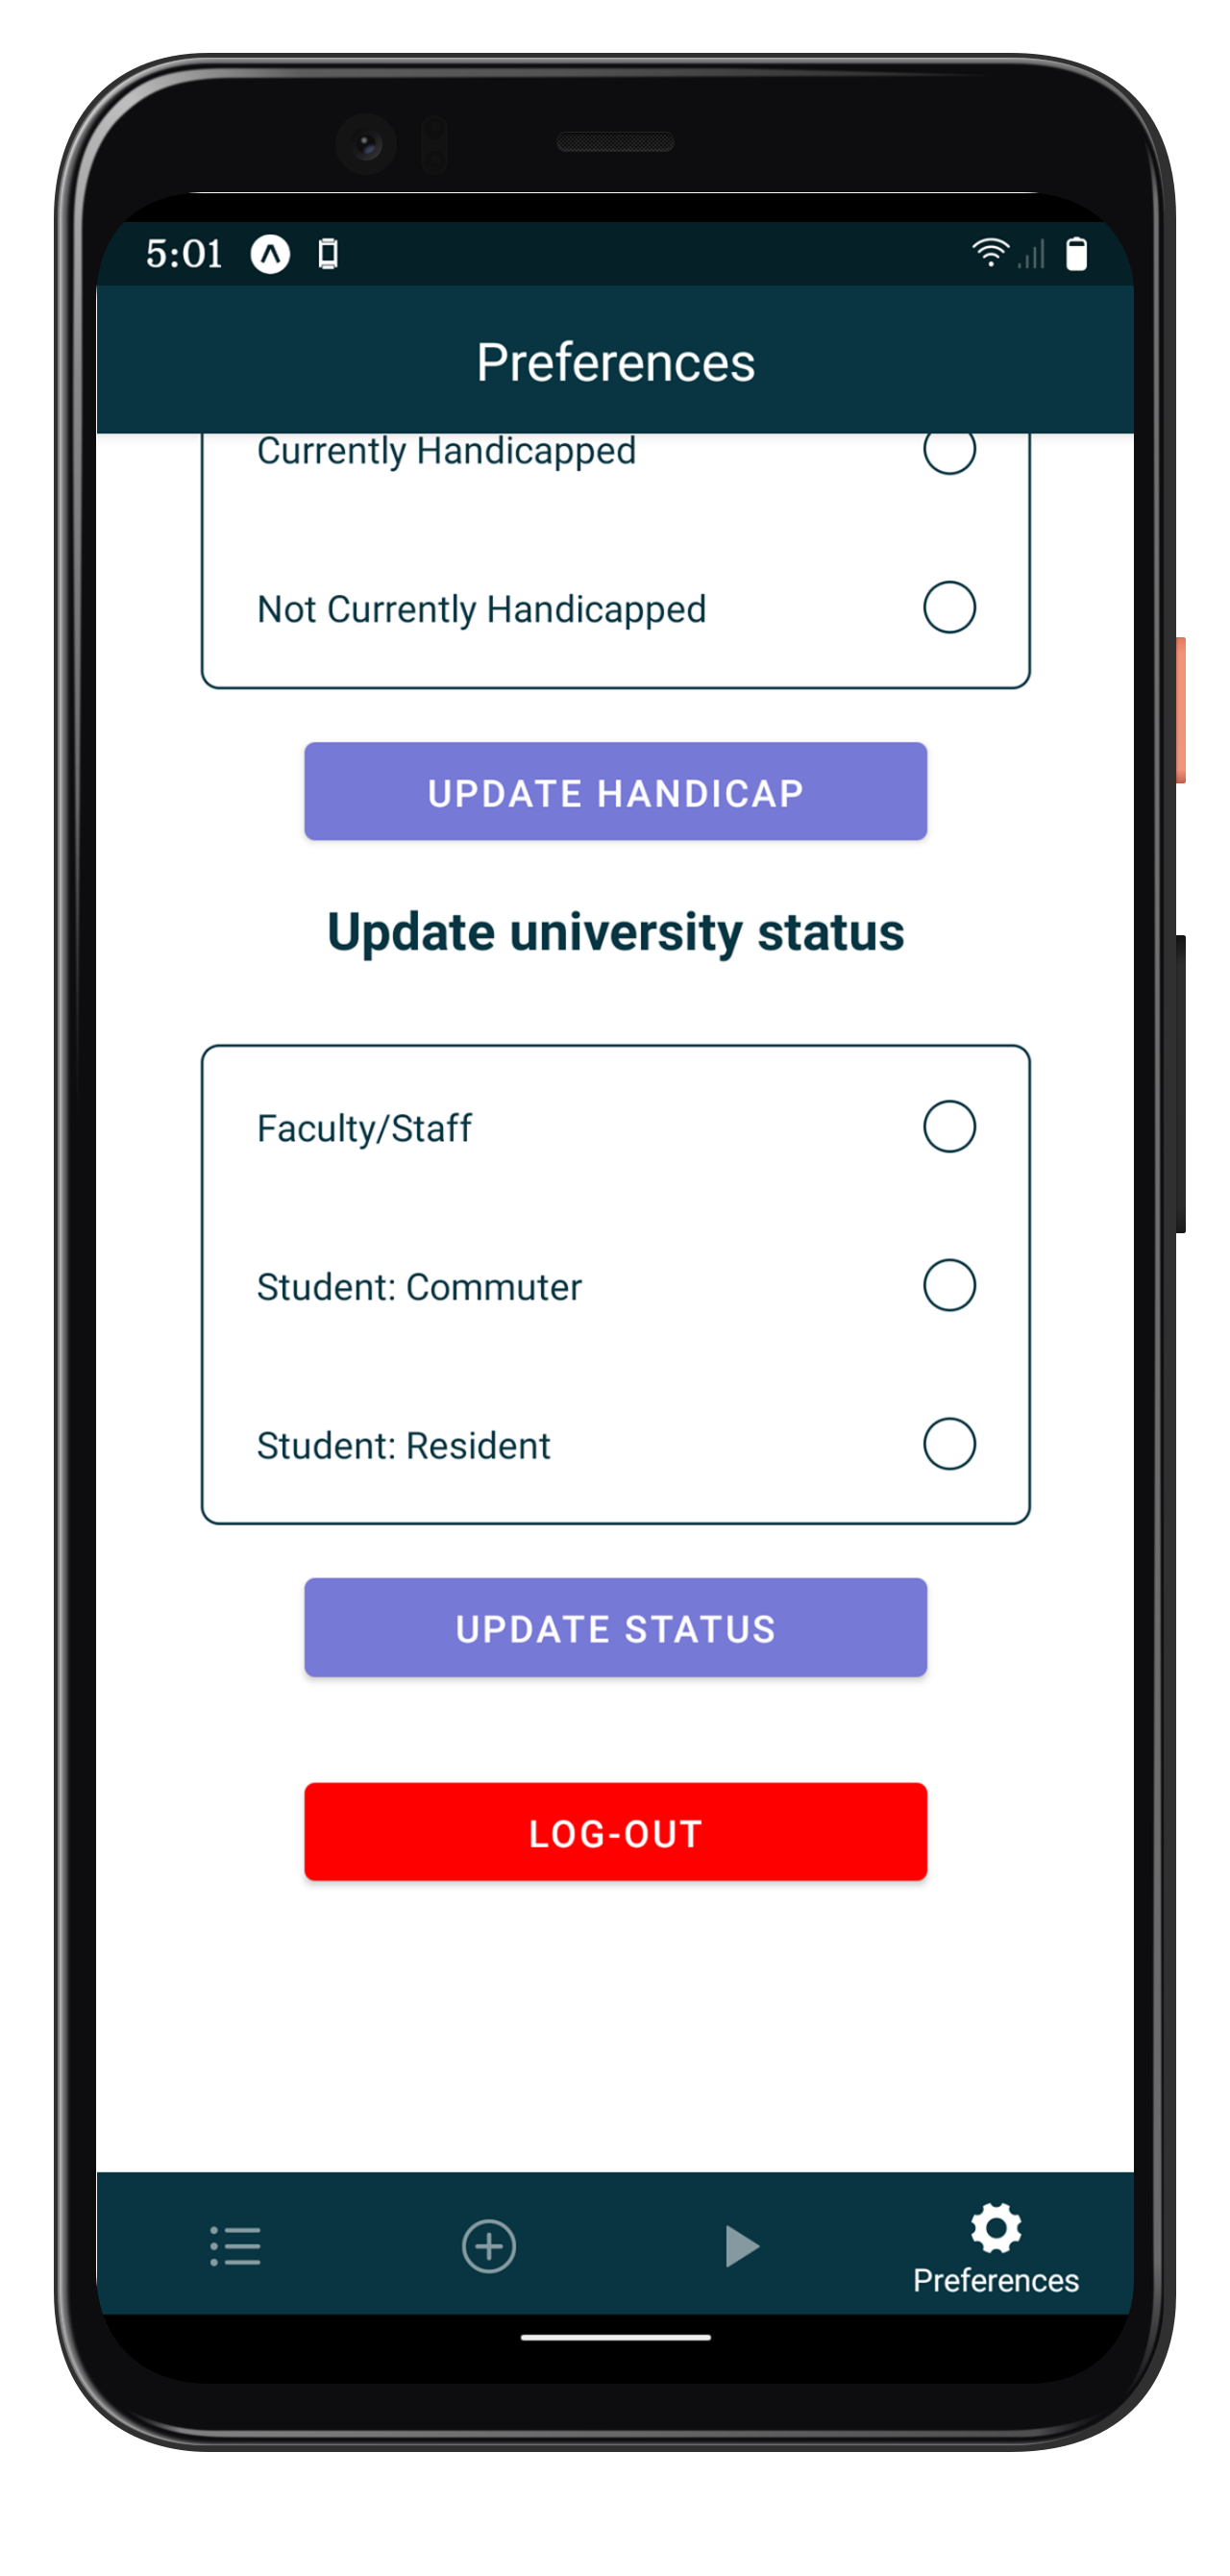 5:01
Preferences
Currently Handicapped
Not Currently Handicapped
UPDATE HANDICAP
Update university status
Faculty/Staff
Student: Commuter
Student: Resident
UPDATE STATUS
LOG-OUT
Preferences